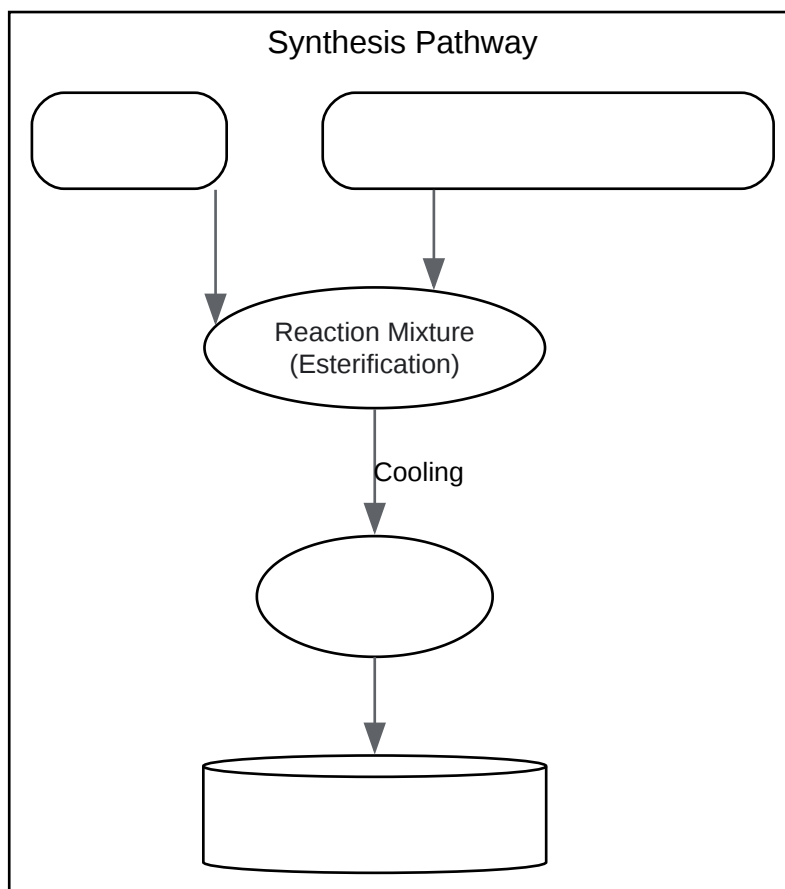 Synthesis Pathway
Reaction Mixture
(Esterification)
Cooling